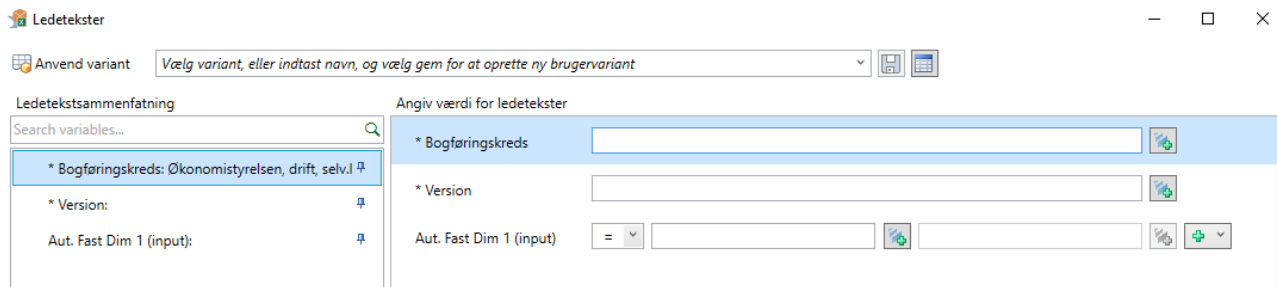 Ledetekster
Anvend variant Vælg variant, eller indtast navn, og vælg gem for at oprette ny brugervariant
Ledetekstsammenfatning
Search variables...
* Bogføringskreds: Økonomistyrelsen, drift, selv.l
* Version:
Aut. Fast Dim 1 (input):
Angiv værdi for ledetekster
* Bogføringskreds
* Version
Aut. Fast Dim 1 (input) =